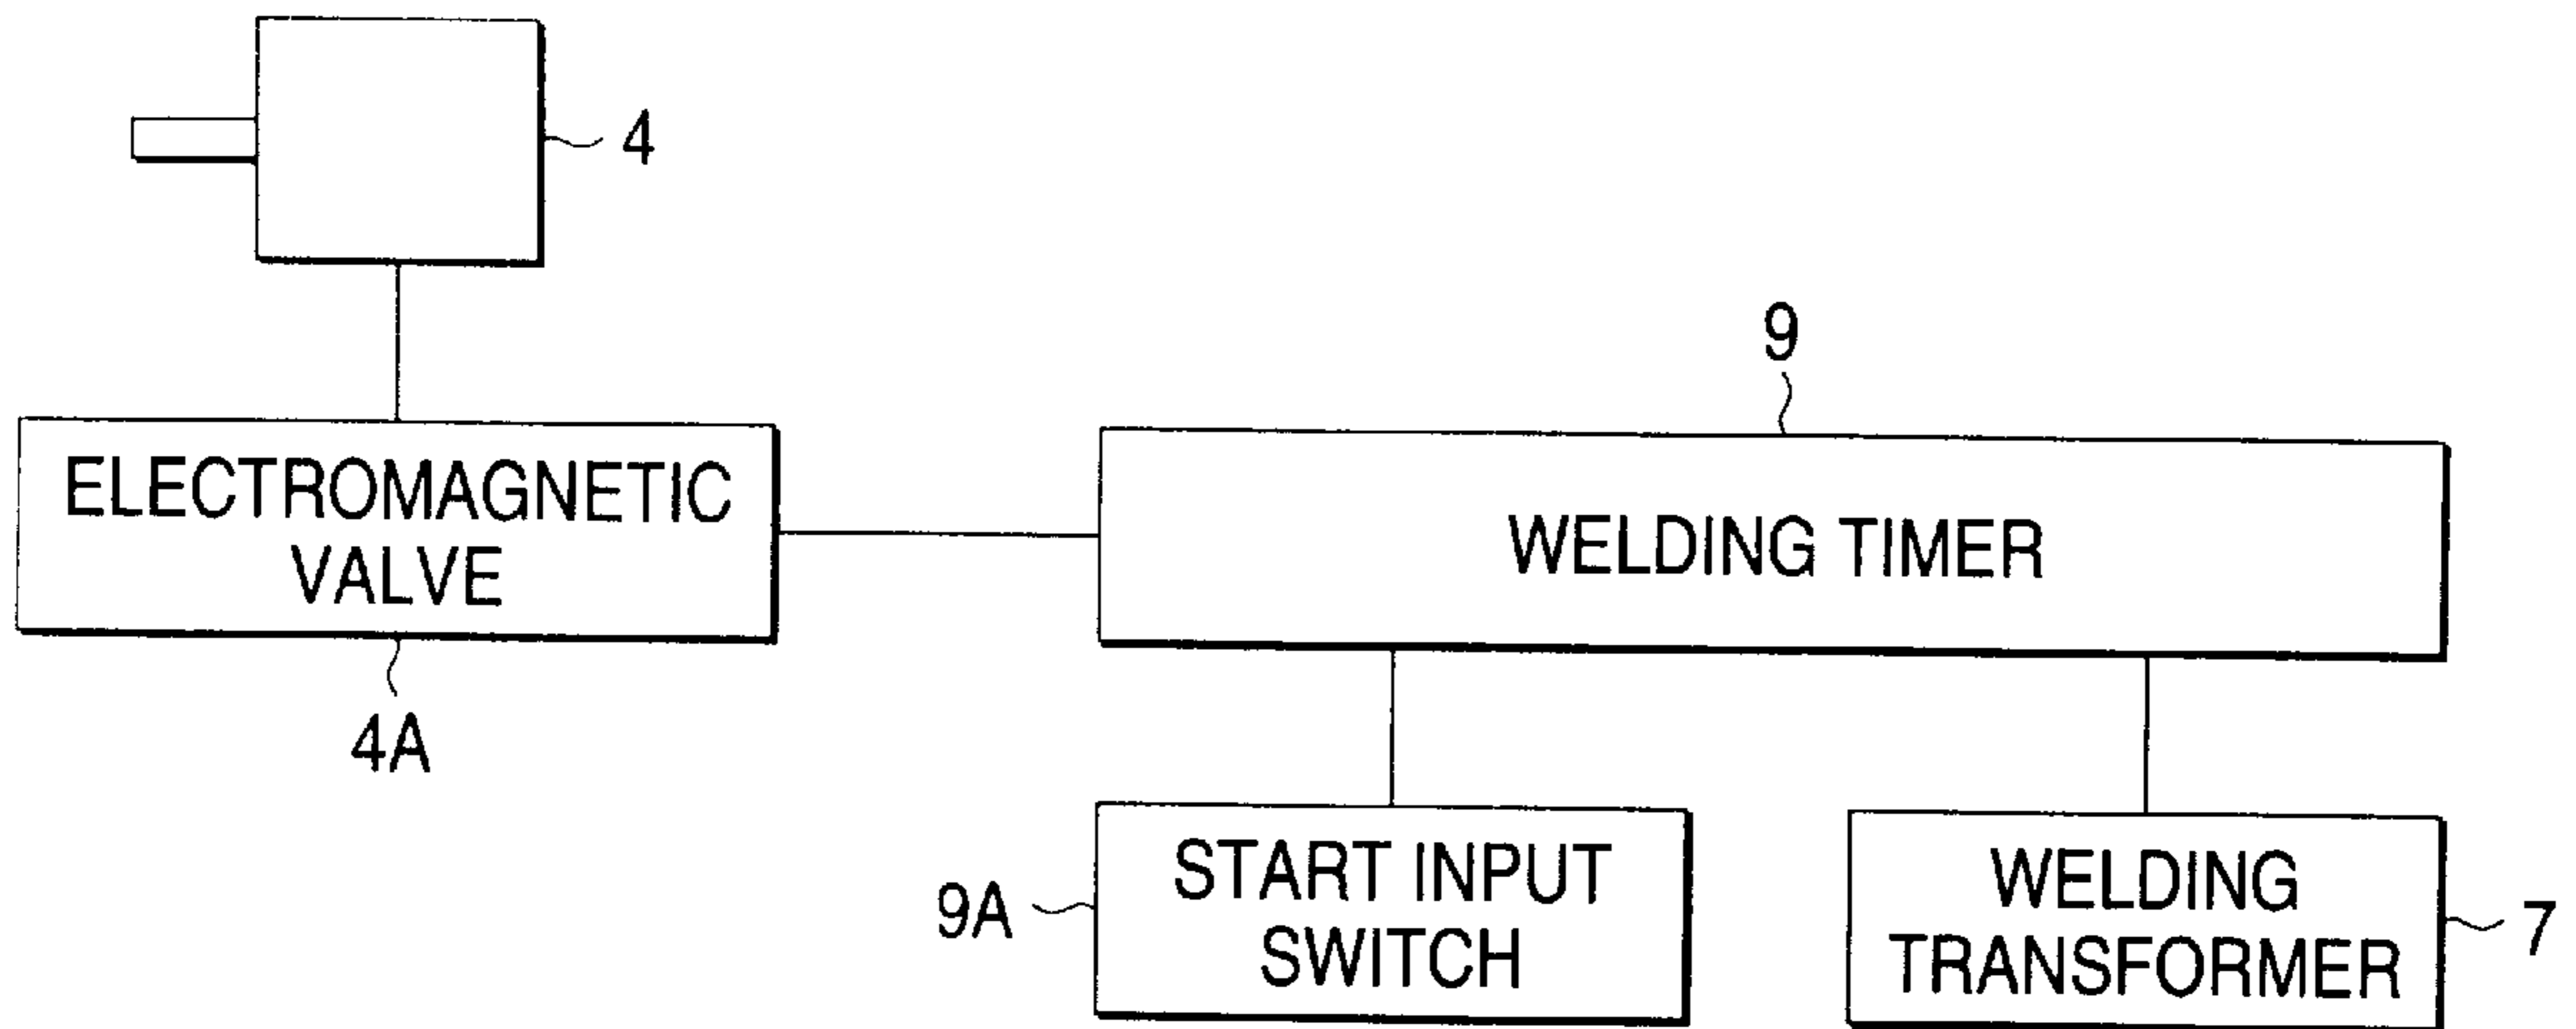 4
9
ELECTROMAGNETIC
VALVE
WELDING TIMER
4A
9A
START INPUT
SWITCH
WELDING
TRANSFORMER
7